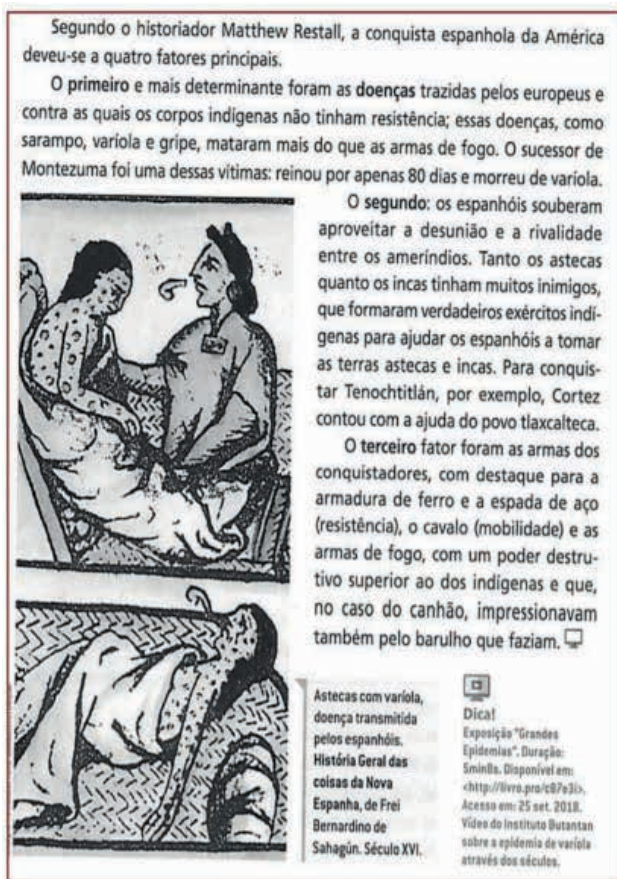 Segundo o historiador Matthew Restall, a conquista espanhola da América
deveu-se a quatro fatores principais.
O primeiro e mais determinante foram as doenças trazidas pelos europeus e
contra as quais os corpos indígenas não tinham resistência; essas doenças, como
sarampo, varíola e gripe, mataram mais do que as armas de fogo. O sucessor de
Montezuma foi uma dessas vítimas: reinou por apenas 80 dias e morreu de varíola.
O segundo: os espanhóis souberam
aproveitar a desunião e a rivalidade
entre os ameríndios. Tanto os astecas
quanto os incas tinham muitos inimigos,
que formaram verdadeiros exércitos indí-
genas para ajudar os espanhóis a tomar
as terras astecas e incas. Para conquis-
tar Tenochtitlán, por exemplo, Cortez
contou com a ajuda do povo tlaxcalteca.
O terceiro fator foram as armas dos
conquistadores, com destaque para a
armadura de ferro e a espada de aço
(resistência), o cavalo (mobilidade) e as
armas de fogo, com um poder destru-
tivo superior ao dos indígenas e que,
no caso do canhão, impressionavam
também pelo barulho que faziam.
Astecas com varíola,
doença transmitida
pelos espanhóis.
História Geral das
coisas da Nova
Espanha, de Frei
Bernardino de
Sahagún. Século XVI.
Dica!
Exposição "Grandes
Epidemias". Duração:
5min8s. Disponível em:
Acesso em: 25 set. 2018.
Vídeo do Instituto Butantan
sobre a epidemia de varíola
através dos séculos.